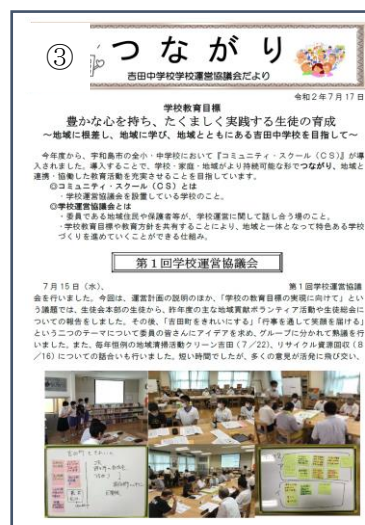 ③
つながり
吉田中学校学校運営協議会だより
令和2年7月17日
学校教育目標
豊かな心を持ち、たくましく実践する生徒の育成
～地域に根差し、地域に学び、地域とともにある吉田中学校を目指して～
今年度から、宇和島市の全小・中学校において『コミュニティ・スクール（CS）』が導
入されました。導入することで、学校・家庭・地域がより持続可能な形でつながり、地域と
連携・協働した教育活動を充実させることを目指しています。
◎コミュニティ・スクール（CS）とは
・学校運営協議会を設置している学校のこと。
◎学校運営協議会とは
・委員である地域住民や保護者等が、学校運営に関して話し合う場のこと。
・学校教育目標や教育方針を共有することにより、地域と一体となって特色ある学校
づくりを進めていくことができる仕組み。
第1回学校運営協議会
7月15日（水）、 第1回学校運営協議
会を行いました。今回は、運営計画の説明のほか、「学校の教育目標の実現に向けて」とい
う議題では、生徒会本部の生徒から、昨年度の主な地域貢献ボランティア活動や生徒総会に
ついての報告をしました。その後、「吉田町をきれいにする」「行事を通して笑顔を届ける」
という二つのテーマについて委員の皆さんにアイデアを求め、グループに分かれて熟議を行
いました。また、毎年恒例の地域清掃活動クリーン吉田（7／22）、リサイクル資源回収（8
／16）についての話合いも行いました。短い時間でしたが、多くの意見が活発に飛び交い、